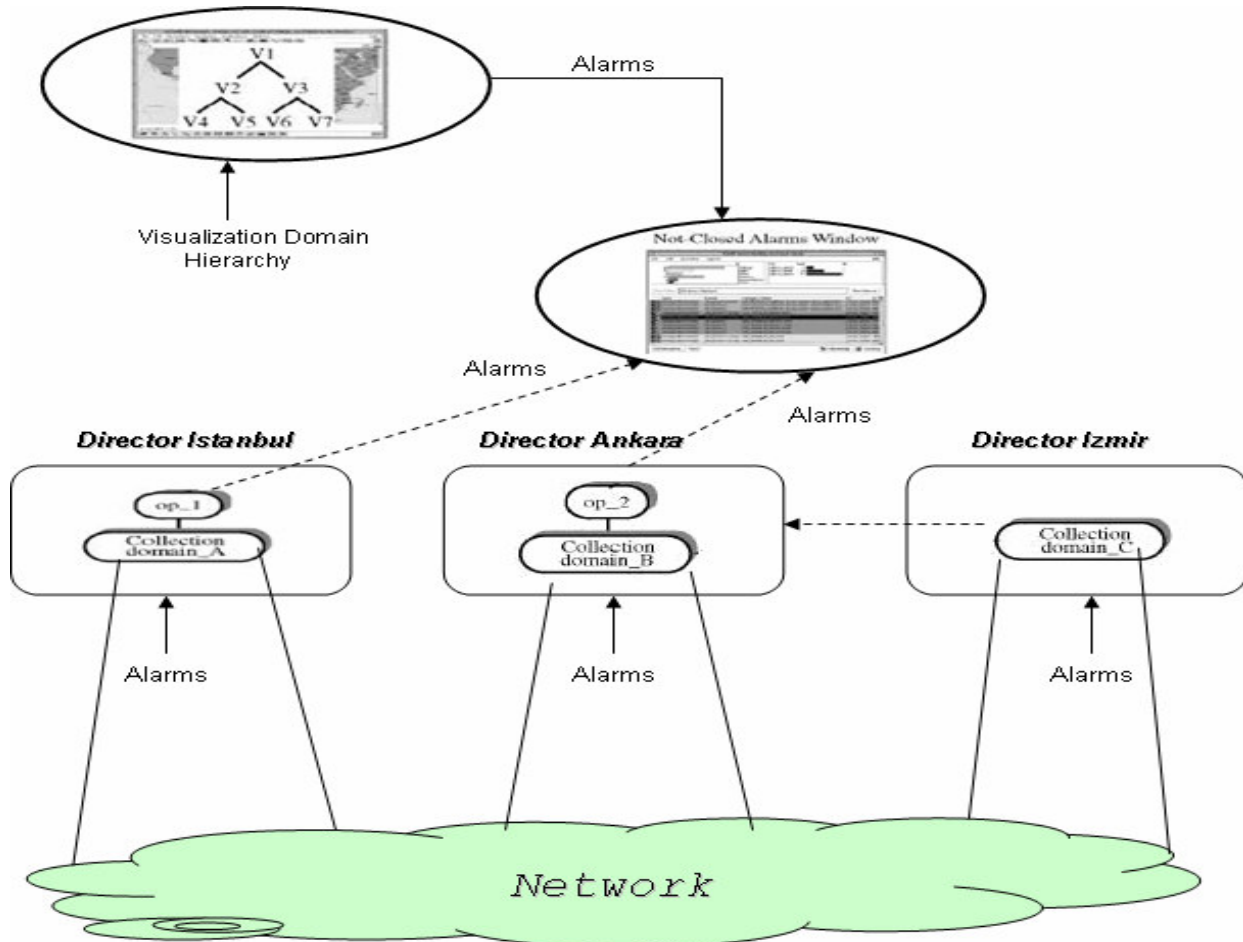 V1
V2 V3
V4 V5 V6 V7
Alarms
Visualization Domain
Hierarchy
Not-Closed Alarms Window
Alarms
Alarms
Director Istanbul
Director Ankara
Director Izmir
op_1
Collection
domain_A
op_2
Collection
domain_B
Collection
domain_C
Alarms
Alarms
Alarms
Network